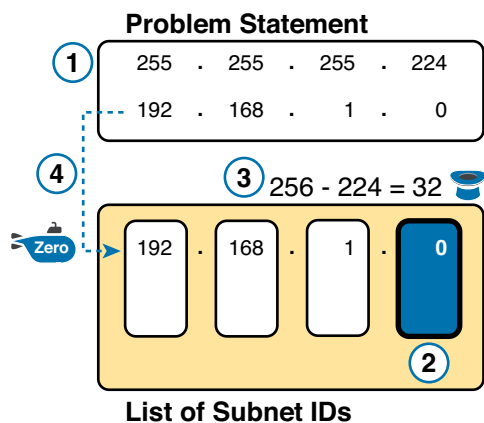 Problem Statement
1
255 . 255 . 255 . 224
192 . 168 . 1 . 0
4
3 256 - 224 = 32
Zero
192 . 168 . 1 . 0
2
List of Subnet IDs